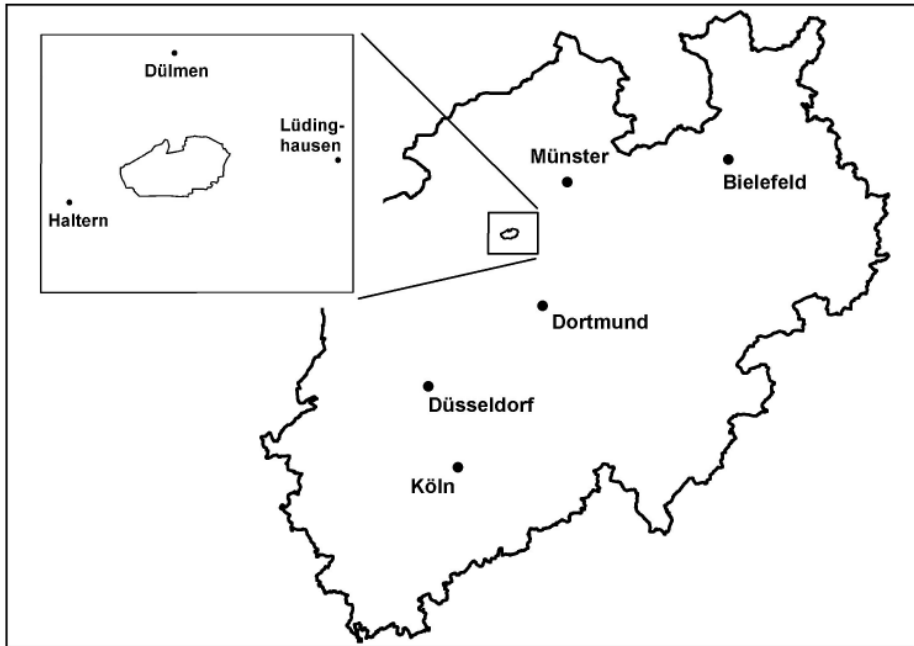 Dülmen
Lüding-
hausen
Haltern
Münster
Bielefeld
Dortmund
Düsseldorf
Köln